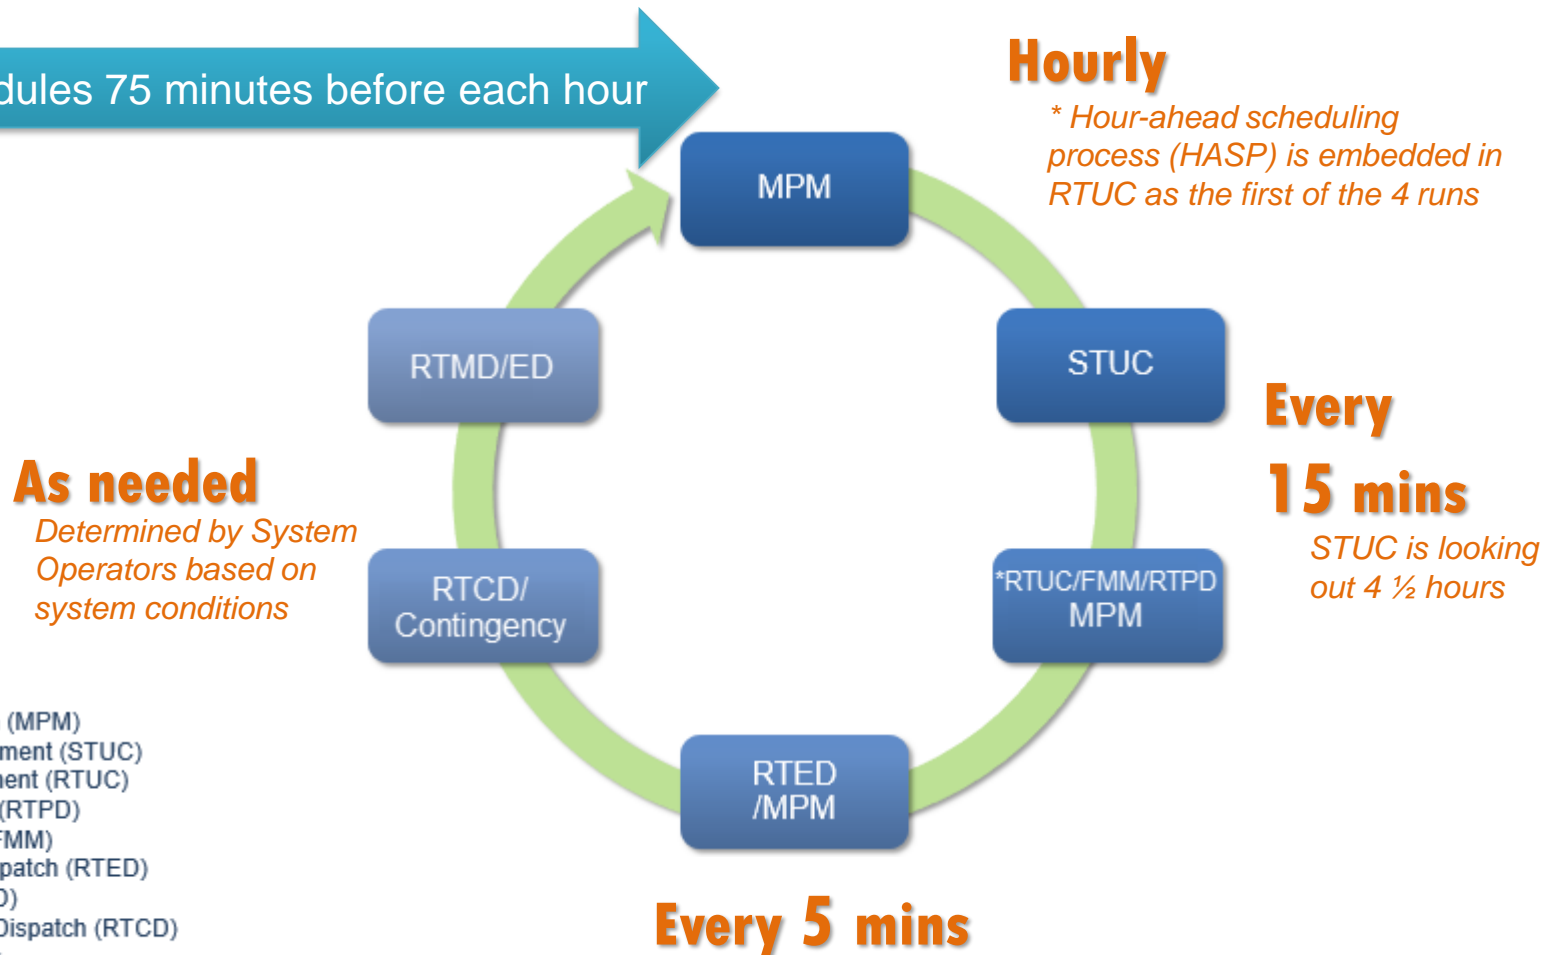 dules 75 minutes before each hour
Hourly
* Hour-ahead scheduling
process (HASP) is embedded in
RTUC as the first of the 4 runs
MPM
RTMD/ED
STUC
Every
15 mins
STUC is looking
out 4 ½ hours
As needed
Determined by System
Operators based on
system conditions
RTCD/
Contingency
*RTUC/FMM/RTPD
MPM
RTED
/MPM
Every 5 mins
(MPM)
ment (STUC)
nent (RTUC)
(RTPD)
FMM)
patch (RTED)
D)
Dispatch (RTCD)